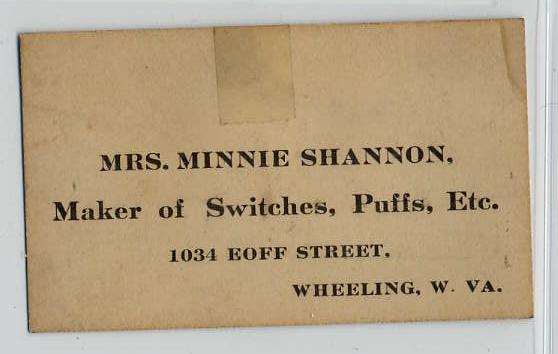 MRS. MINNIE SHANNON,
Maker of Switches, Puffs, Etc.
1034 EOFF STREET.
WHEELING, W. VA.